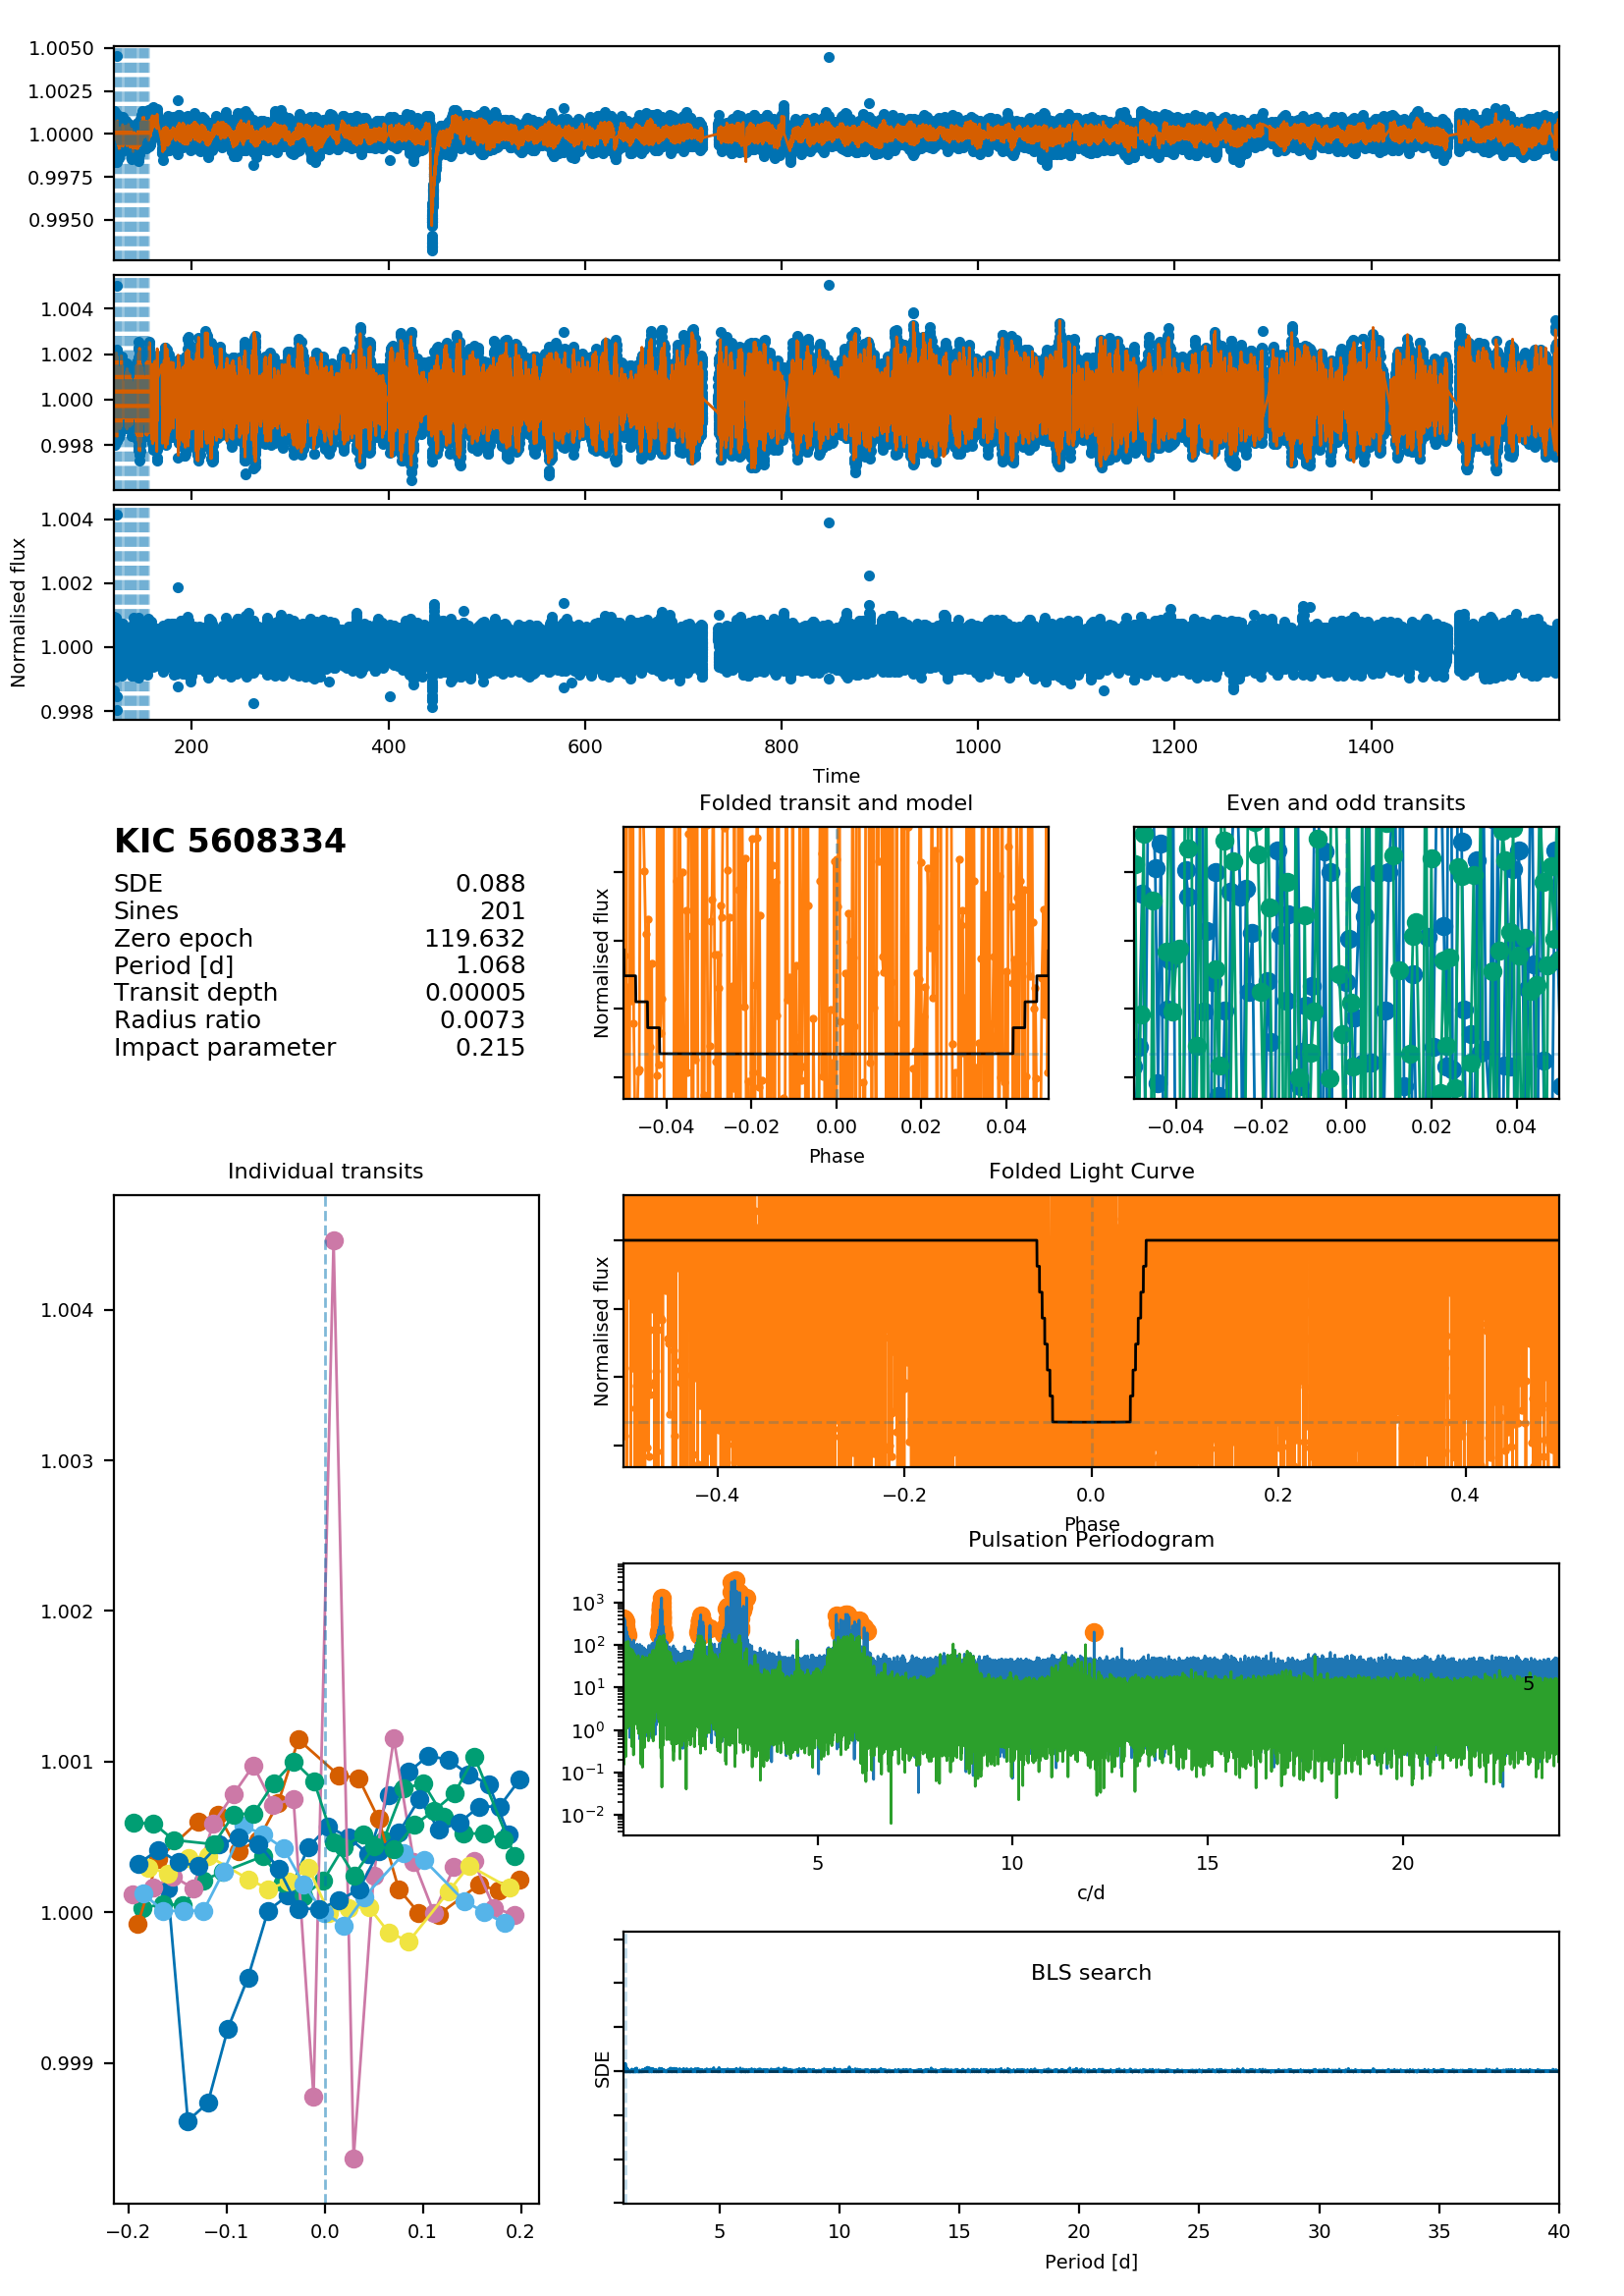 1.0050
1.0025
1.0000
0.9975
0.9950
1.004
1.002
1.000
0.998
1.004
1.002
1.000
0.998
Normalised flux
200 400 600 800 1000 1200 1400
Time
KIC 5608334
SDE 0.088
Sines 201
Zero epoch 119.632
Period [d] 1.068
Transit depth 0.00005
Radius ratio 0.0073
Impact parameter 0.215
Folded transit and model
Normalised flux
−0.04 −0.02 0.00 0.02 0.04
Phase
Even and odd transits
−0.04 −0.02 0.00 0.02 0.04
Individual transits
1.004
1.003
1.002
1.001
1.000
0.999
−0.2 −0.1 0.0 0.1 0.2
Folded Light Curve
Normalised flux
−0.4 −0.2 0.0 0.2 0.4
Phase
Pulsation Periodogram
10³
10²
10¹
10⁰
10⁻¹
10⁻²
5
5 10 15 20
c/d
BLS search
SDE
5 10 15 20 25 30 35 40
Period [d]